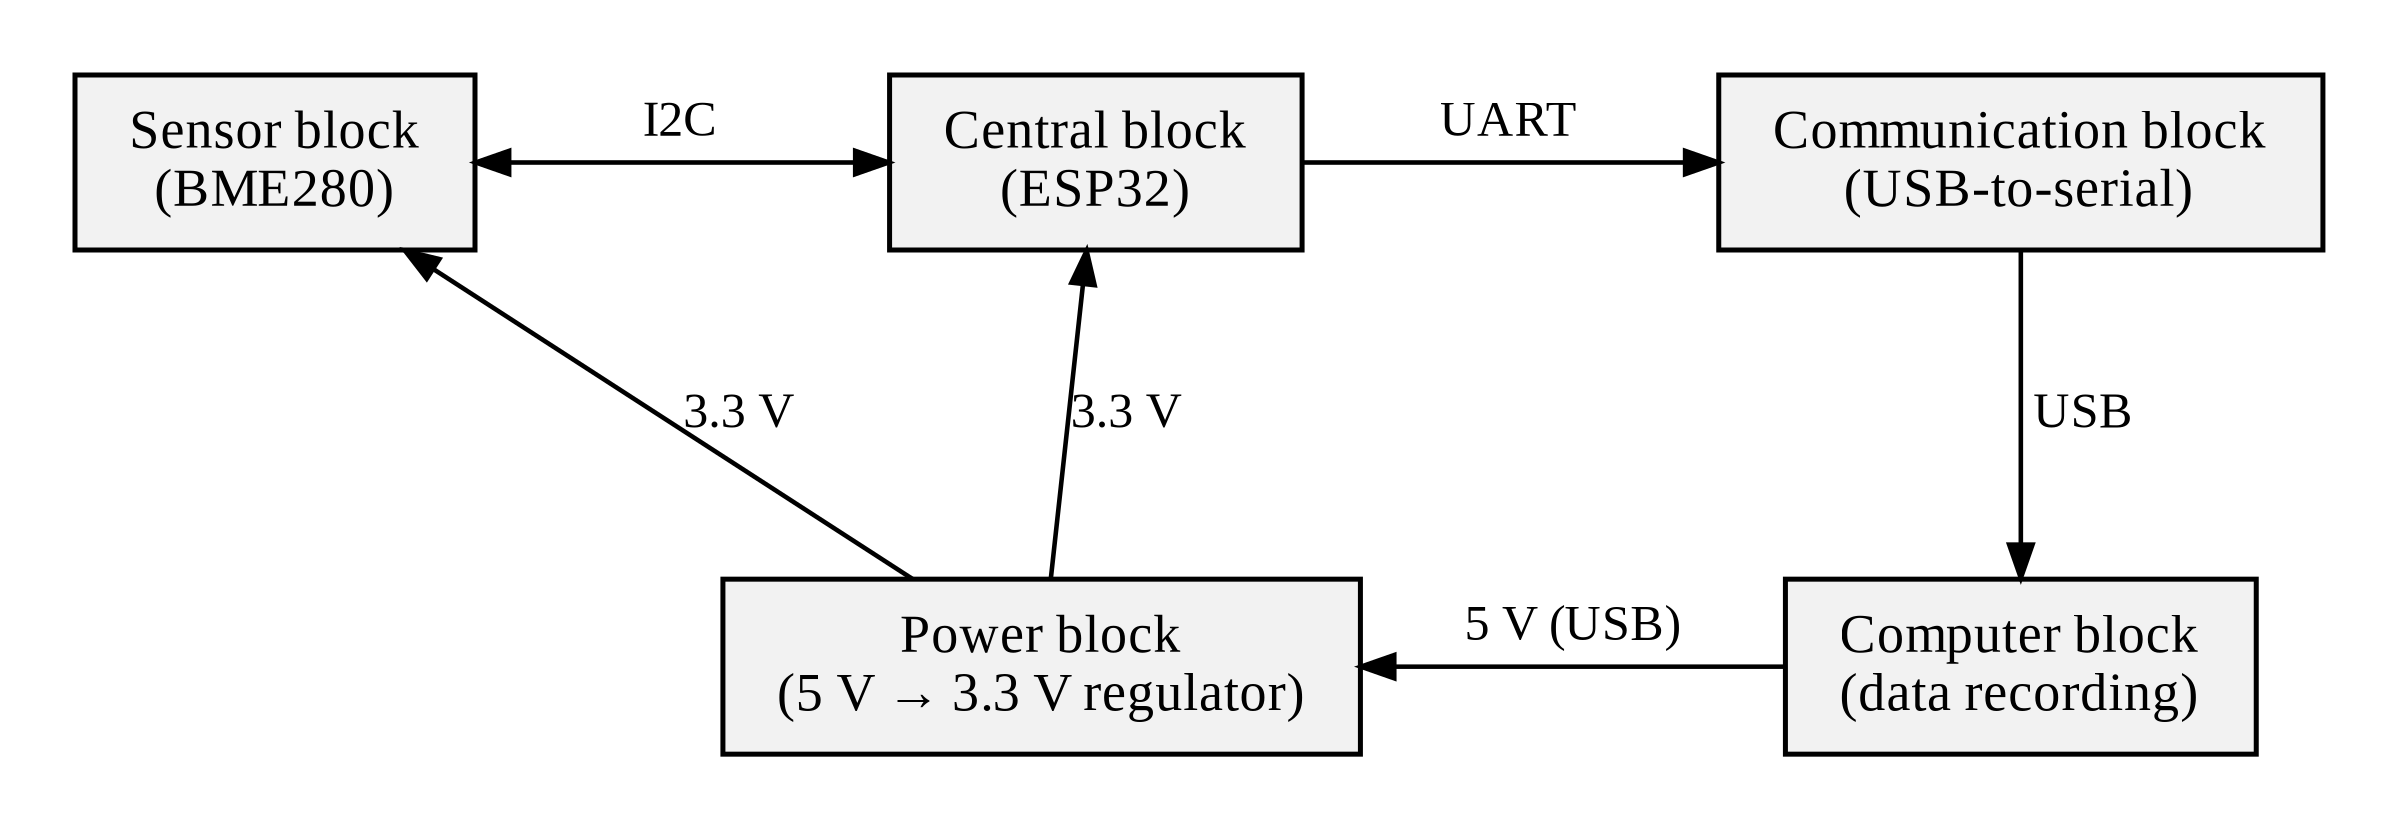 Sensor block
(BME280)
I2C
Central block
(ESP32)
UART
Communication block
(USB-to-serial)
3.3 V
3.3 V
USB
Power block
(5 V → 3.3 V regulator)
5 V (USB)
Computer block
(data recording)